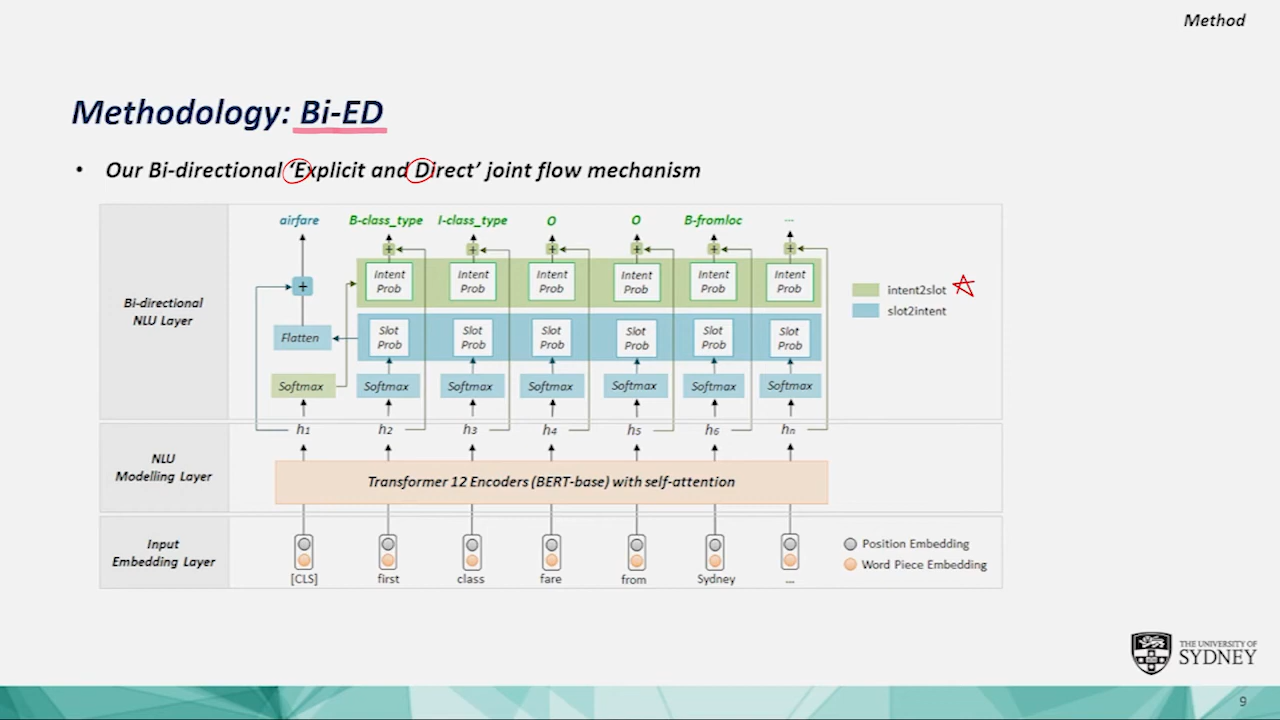 Method
Methodology: Bi-ED
• Our Bi-directional ‘Explicit and Direct’ joint flow mechanism
airfare B-class_type I-class_type O O B-fromloc ...
+ + + + + +
Intent Prob Intent Prob Intent Prob Intent Prob Intent Prob Intent Prob
+
Bi-directional
NLU Layer
intent2slot
slot2intent
Flatten Slot Prob Slot Prob Slot Prob Slot Prob Slot Prob Slot Prob
Softmax Softmax Softmax Softmax Softmax Softmax Softmax
h1 h2 h3 h4 h5 h6 hn
NLU
Modelling Layer
Transformer 12 Encoders (BERT-base) with self-attention
Input
Embedding Layer
Position Embedding
Word Piece Embedding
[CLS] first class fare from Sydney ...
THE UNIVERSITY OF
SYDNEY
9